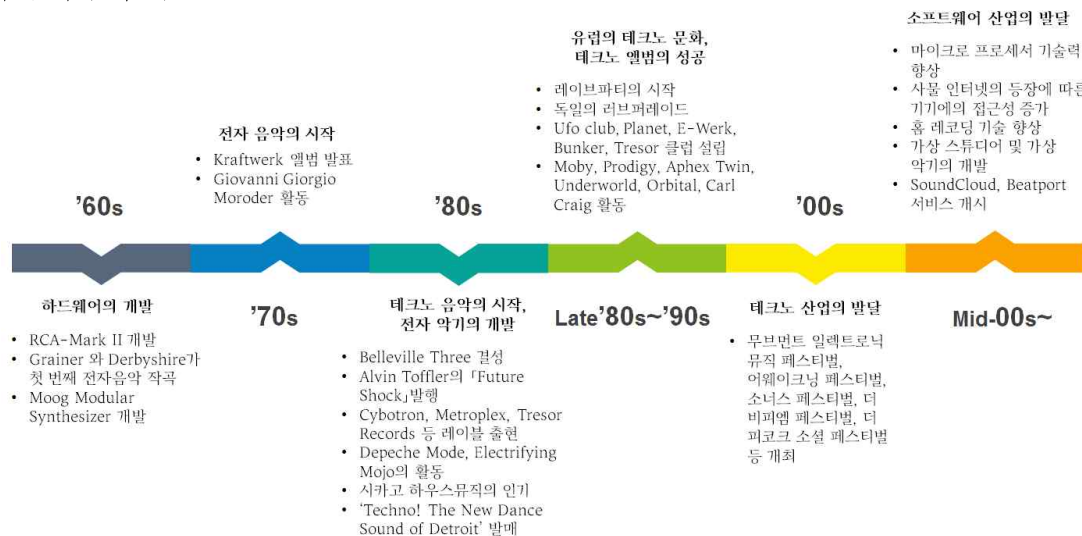 소프트웨어 산업의 발달
• 마이크로 프로세서 기술력
향상
• 사물 인터넷의 등장에 따른
기기에의 접근성 증가
• 홈 레코딩 기술 향상
• 가상 스튜디어 및 가상
악기의 개발
• SoundCloud, Beatport
서비스 개시
유럽의 테크노 문화,
테크노 앨범의 성공
• 레이브파티의 시작
• 독일의 러브퍼레이드
• Ufo club, Planet, E-Werk,
Bunker, Tresor 클럽 설립
• Moby, Prodigy, Aphex Twin,
Underworld, Orbital, Carl
Craig 활동
전자 음악의 시작
• Kraftwerk 앨범 발표
• Giovanni Giorgio
Moroder 활동
'60s
'80s
'00s
하드웨어의 개발
• RCA-Mark II 개발
• Grainer 와 Derbyshire가
첫 번째 전자음악 작곡
• Moog Modular
Synthesizer 개발
'70s
테크노 음악의 시작,
전자 악기의 개발
• Belleville Three 결성
• Alvin Toffler의 「Future
Shock」발행
• Cybotron, Metroplex, Tresor
Records 등 레이블 출현
• Depeche Mode, Electrifying
Mojo의 활동
• 시카고 하우스뮤직의 인기
• ‘Techno! The New Dance
Sound of Detroit’ 발매
Late'80s~'90s
테크노 산업의 발달
• 무브먼트 일렉트로닉
뮤직 페스티벌,
어웨이크닝 페스티벌,
소너스 페스티벌, 더
비피엠 페스티벌, 더
피코크 소셜 페스티벌
등 개최
Mid-00s~